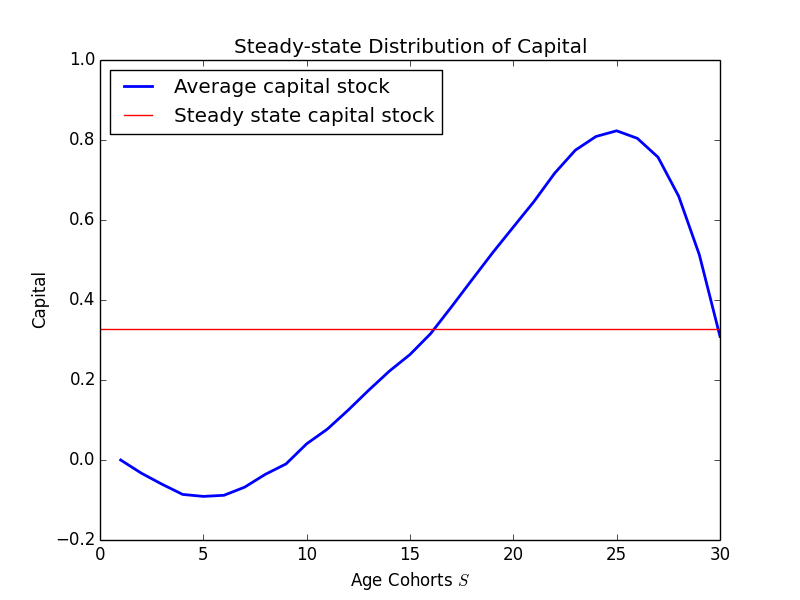 Steady-state Distribution of Capital
1.0
Average capital stock
Steady state capital stock
0.8
0.6
0.4
0.2
0.0
−0.2
Capital
0 5 10 15 20 25 30
Age Cohorts S